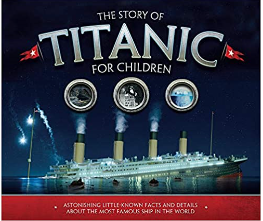 THE STORY OF
TITANIC
FOR CHILDREN
ASTONISHING LITTLE-KNOWN FACTS AND DETAILS
ABOUT THE MOST FAMOUS SHIP IN THE WORLD